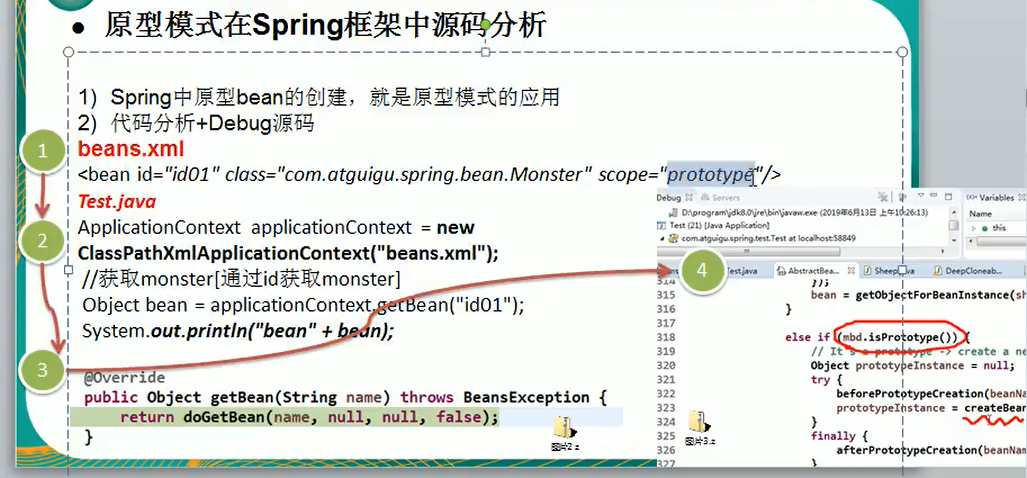 ● 原型模式在Spring框架中源码分析
1) Spring中原型bean的创建，就是原型模式的应用
2) 代码分析+Debug源码
1
beans.xml
<bean id="id01" class="com.atguigu.spring.bean.Monster" scope="prototype"/>
Test.java
2
ApplicationContext applicationContext = new
ClassPathXmlApplicationContext("beans.xml");
//获取monster[通过id获取monster]
Object bean = applicationContext.getBean("id01");
System.out.println("bean" + bean);
3
@Override
public Object getBean(String name) throws BeansException {
return doGetBean(name, null, null, false);
}
图片2.z
4
Debug Servers
D:\program\jdk8.0\jre\bin\javaw.exe (2019年6月13日 上午10:26:13)
Test (21) [Java Application]
com.atguigu.spring.test.Test at localhost:58849
(x)= Variables
Name
this
Test.java AbstractBea... Sheep.java DeepCloneab...
314 });
315 bean = getObjectForBeanInstance(sh
316 }
317
318 else if (mbd.isPrototype()) {
319 // It's a prototype -> create a ne
320 Object prototypeInstance = null;
321 try {
322 beforePrototypeCreation(beanNam
323 prototypeInstance = createBean
324 }
325 finally {
326 afterPrototypeCreation(beanName
327 }
图片3.z